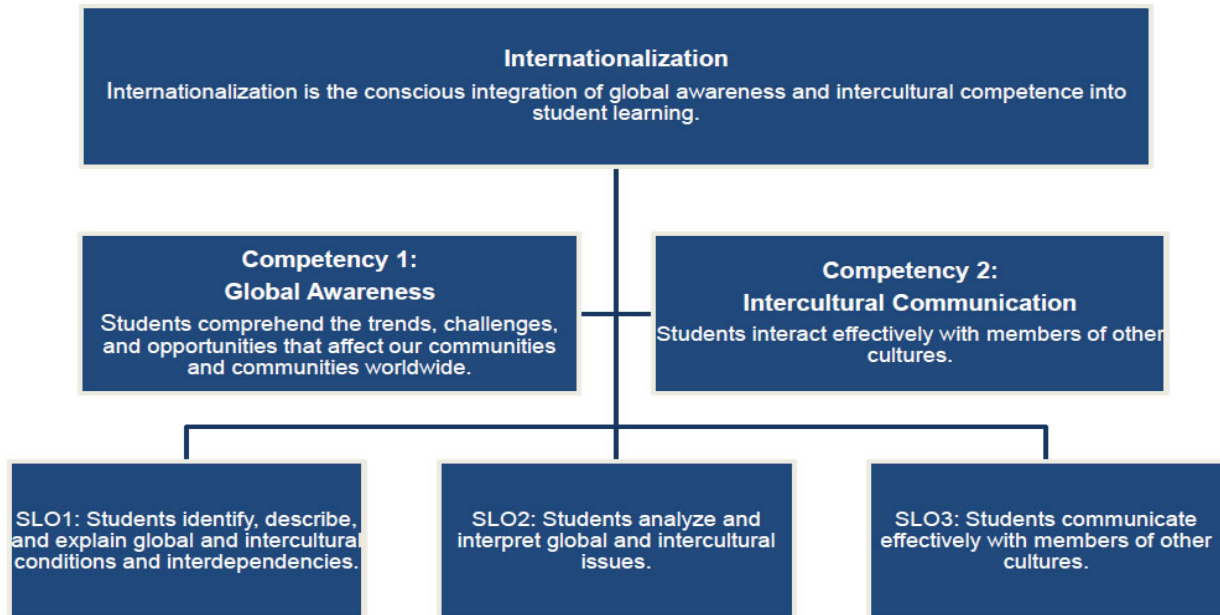 Internationalization
Internationalization is the conscious integration of global awareness and intercultural competence into
student learning.
Competency 1:
Global Awareness
Students comprehend the trends, challenges,
and opportunities that affect our communities
and communities worldwide.
Competency 2:
Intercultural Communication
Students interact effectively with members of other
cultures.
SLO1: Students identify, describe,
and explain global and intercultural
conditions and interdependencies.
SLO2: Students analyze and
interpret global and intercultural
issues.
SLO3: Students communicate
effectively with members of other
cultures.